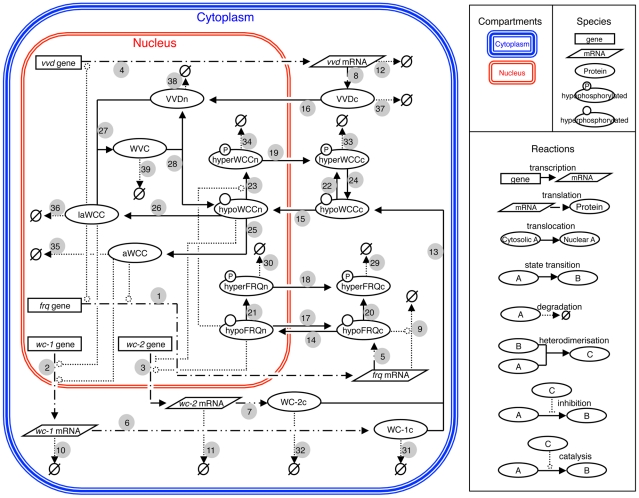 Cytoplasm
Nucleus
vvd gene
4
vvd mRNA
12
38
8
VVDn
16
VVDc
37
27
WVC
28
34
33
39
P
hyperWCCn
19
P
hyperWCCc
23
22
24
36
laWCC
26
hypoWCCn
15
hypoWCCc
25
13
35
aWCC
30
29
P
hyperFRQn
18
P
hyperFRQc
frq gene
1
21
20
17
hypoFRQn
14
hypoFRQc
9
wc-1 gene
wc-2 gene
2
3
5
frq mRNA
wc-2 mRNA
7
WC-2c
wc-1 mRNA
6
WC-1c
10
11
32
31
Compartments
Cytoplasm
Nucleus
Species
gene
mRNA
Protein
P
hyperphosphorylated
hypophosphorylated
Reactions
transcription
gene
mRNA
translation
mRNA
Protein
translocation
Cytosolic A
Nuclear A
state transition
A
B
degradation
A
heterodimerisation
B
A
C
inhibition
C
A
B
catalysis
C
A
B